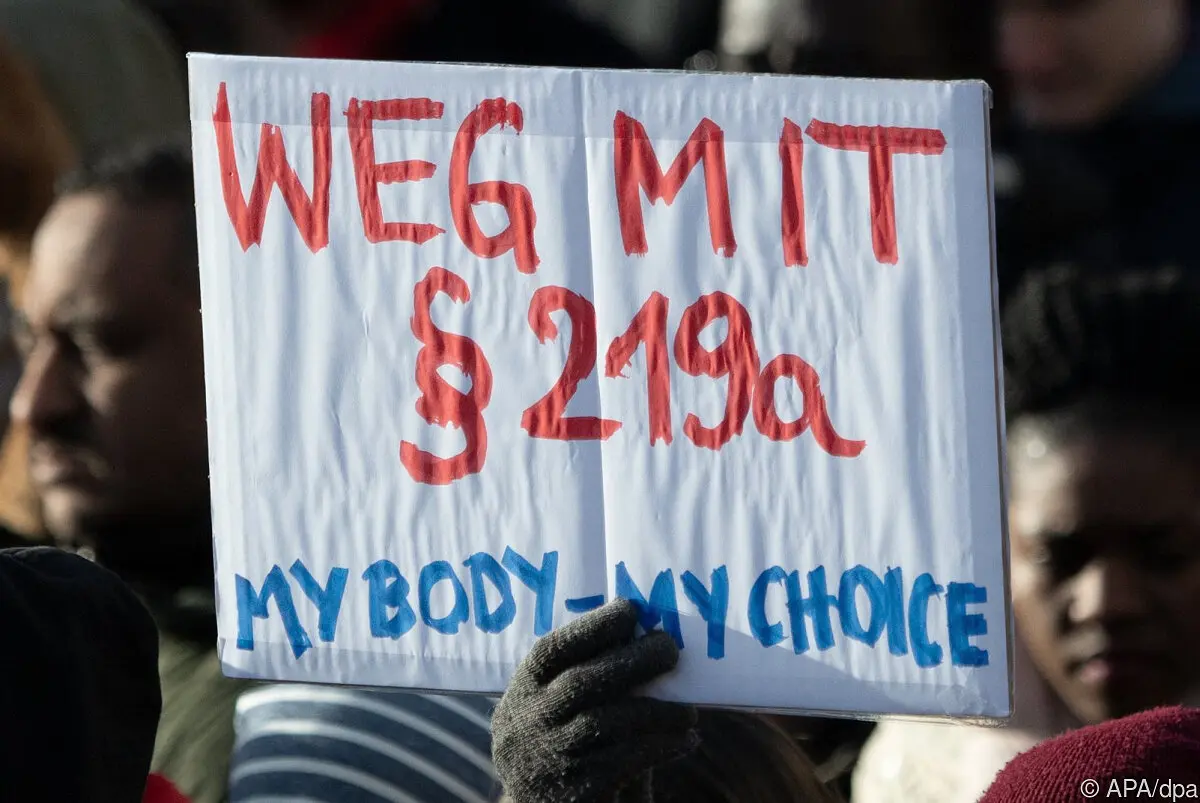 WEG MIT
§ 219a
MY BODY – MY CHOICE
© APA/dpa